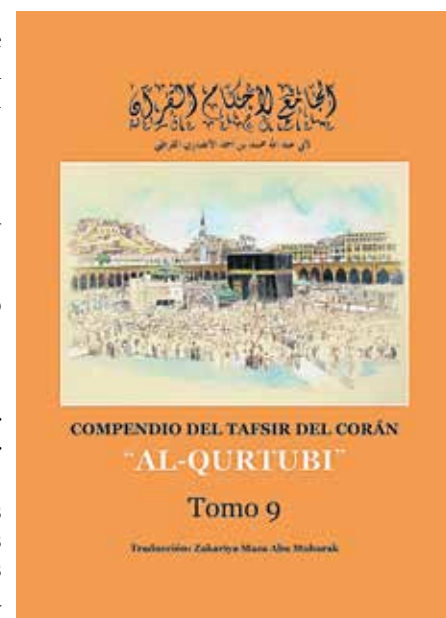 الجامع لأحكام القرآن
لأبي عبد الله محمد بن احمد الأنصاري القرطبي
COMPENDIO DEL TAFSIR DEL CORÁN
"AL-QURTUBI"
Tomo 9
Traducción: Zakariya Maza Abu Mubarak